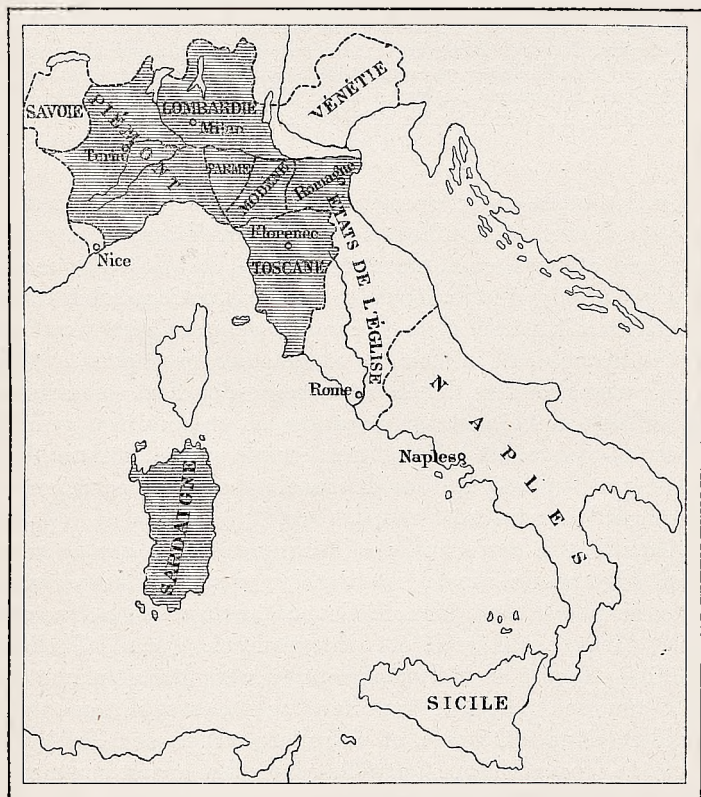 SAVOIE
PIÉMONT
LOMBARDIE
Milan
VÉNÉTIE
Turin
PARME
MODÈNE
Romagne
Nice
Florence
TOSCANE
ÉTATS DE L'ÉGLISE
Rome
NAPLES
Naples
SARDAIGNE
SICILE